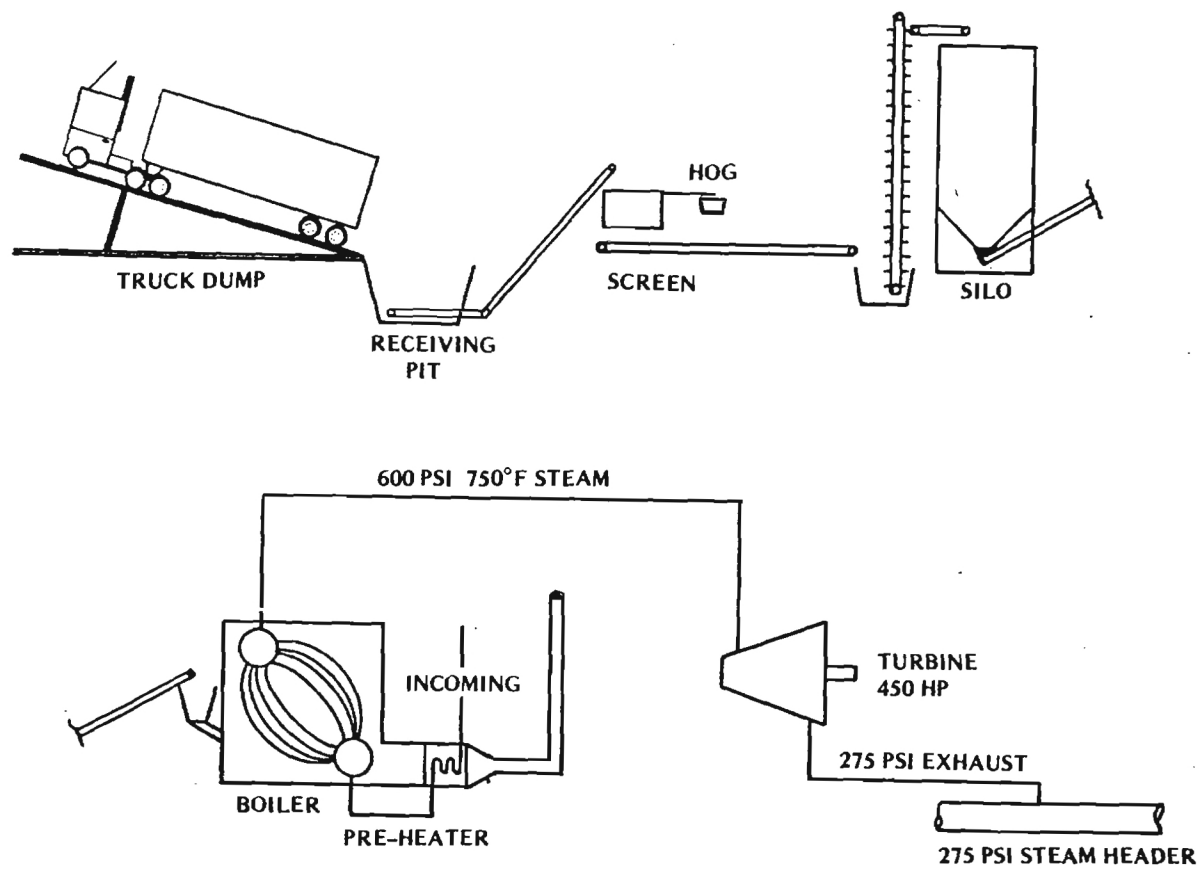 HOG
TRUCK DUMP
SCREEN
SILO
RECEIVING
PIT
600 PSI 750°F STEAM
INCOMING
TURBINE
450 HP
275 PSI EXHAUST
BOILER
PRE-HEATER
275 PSI STEAM HEADER